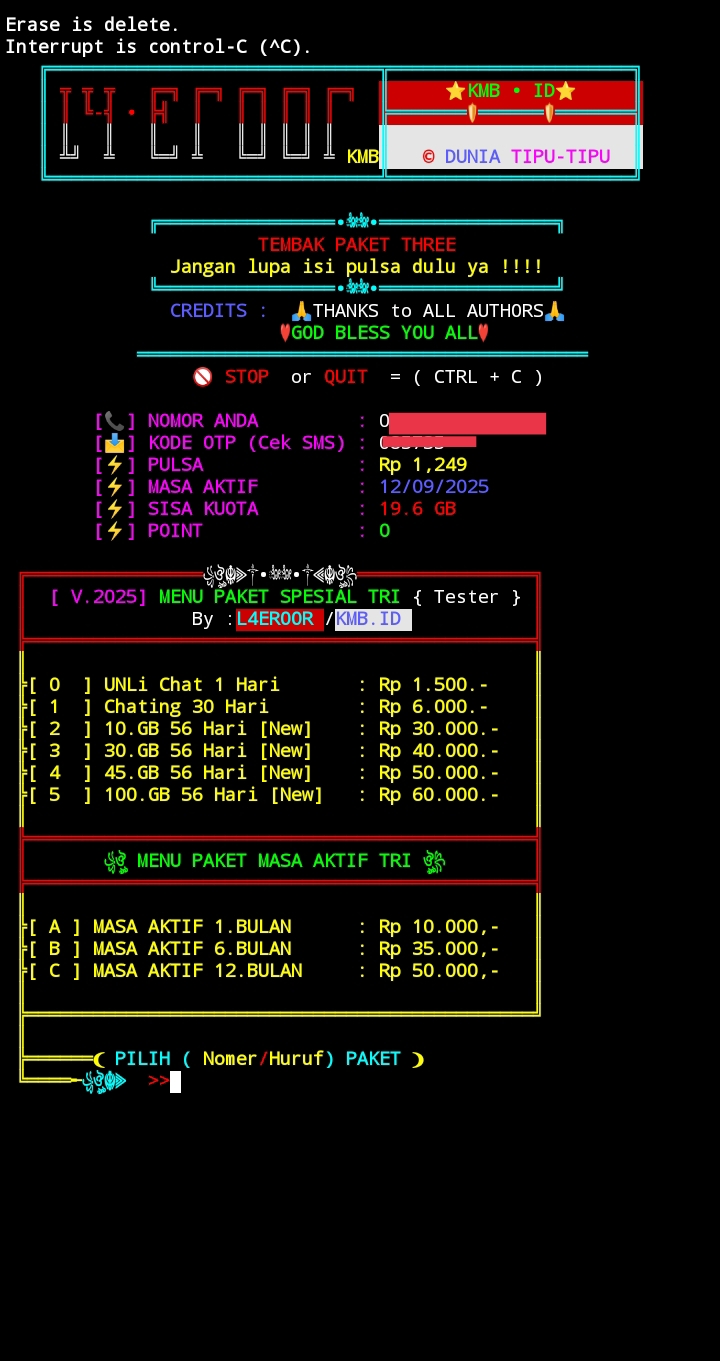 Erase is delete.
Interrupt is control-C (^C).
⭐KMB • ID⭐
KMB © DUNIA TIPU-TIPU
TEMBAK PAKET THREE
Jangan lupa isi pulsa dulu ya !!!!
CREDITS : 🙏THANKS to ALL AUTHORS🙏
GOD BLESS YOU ALL
🚫 STOP or QUIT = ( CTRL + C )
[📞] NOMOR ANDA : 0
[📩] KODE OTP (Cek SMS) :
[⚡] PULSA : Rp 1,249
[⚡] MASA AKTIF : 12/09/2025
[⚡] SISA KUOTA : 19.6 GB
[⚡] POINT : 0
[ V.2025] MENU PAKET SPESIAL TRI { Tester }
By :L4EROOR /KMB.ID
[ 0 ] UNLi Chat 1 Hari : Rp 1.500.-
[ 1 ] Chating 30 Hari : Rp 6.000.-
[ 2 ] 10.GB 56 Hari [New] : Rp 30.000.-
[ 3 ] 30.GB 56 Hari [New] : Rp 40.000.-
[ 4 ] 45.GB 56 Hari [New] : Rp 50.000.-
[ 5 ] 100.GB 56 Hari [New] : Rp 60.000.-
MENU PAKET MASA AKTIF TRI
[ A ] MASA AKTIF 1.BULAN : Rp 10.000,-
[ B ] MASA AKTIF 6.BULAN : Rp 35.000,-
[ C ] MASA AKTIF 12.BULAN : Rp 50.000,-
PILIH ( Nomer/Huruf) PAKET
>>